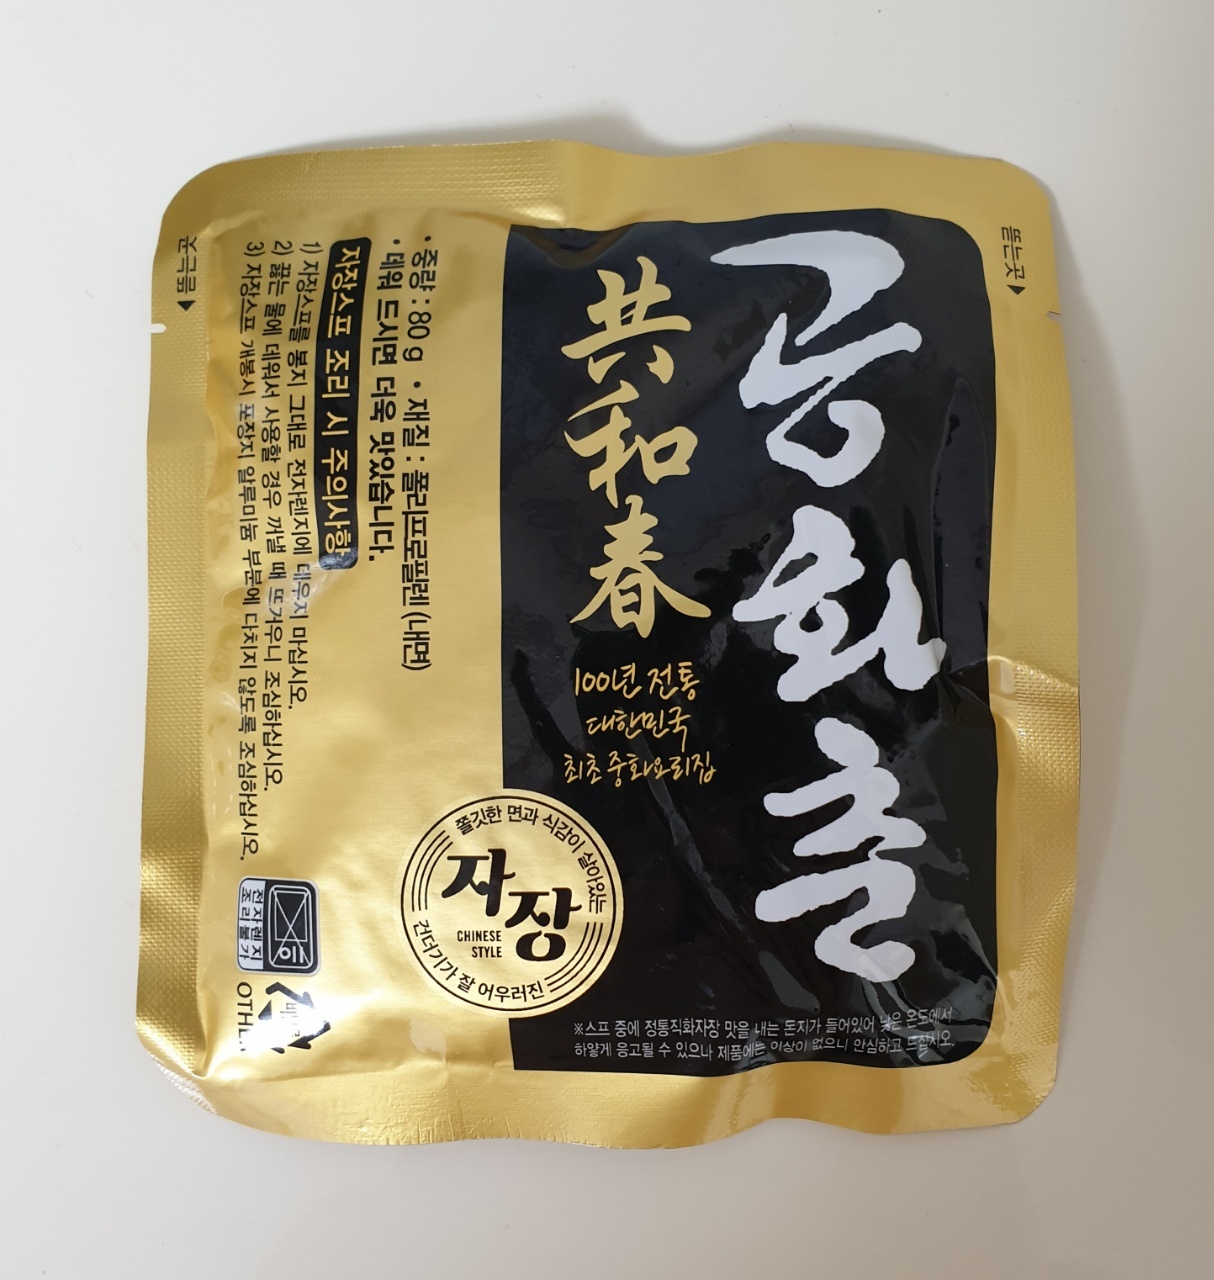 뜯는곳▶
공화춘
共和春
100년 전통
대한민국
최초 중화요리집
쫄깃한 면과 식감이 살아있는
자장
CHINESE
STYLE
건더기가 잘 어우러진
※스프 중에 정통직화자장 맛을 내는 돈지가 들어있어 낮은 온도에서
하얗게 응고될 수 있으나 제품에는 이상이 없으니 안심하고 드십시오.
• 중량 : 80 g • 재질 : 폴리프로필렌 (내면)
• 데워 드시면 더욱 맛있습니다.
자장스프 조리 시 주의사항
1) 자장스프를 봉지 그대로 전자렌지에 데우지 마십시오.
2) 끓는 물에 데워서 사용할 경우 꺼낼 때 뜨거우니 조심하십시오.
3) 자장스프 개봉시 포장지 알루미늄 부분에 다치지 않도록 조심하십시오.
전자렌지
조리불가
뜯는곳▶